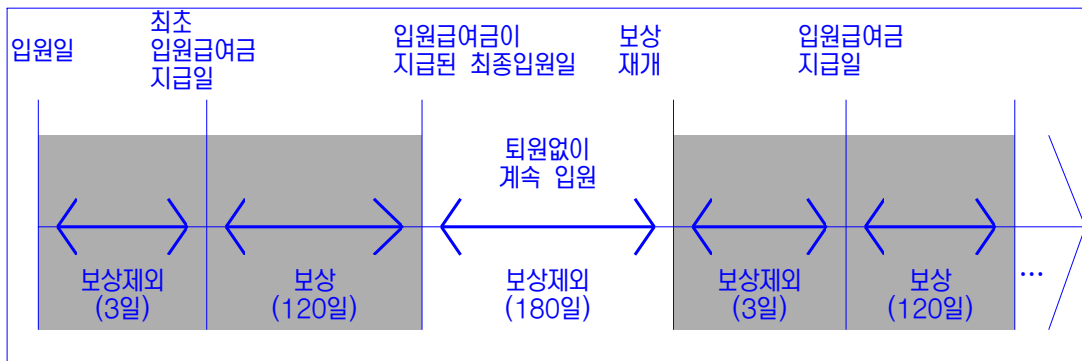 입원일
최초
입원급여금
지급일
입원급여금이
지급된 최종입원일
보상
재개
입원급여금
지급일
퇴원없이
계속 입원
보상제외
(3일)
보상
(120일)
보상제외
(180일)
보상제외
(3일)
보상
(120일)
...